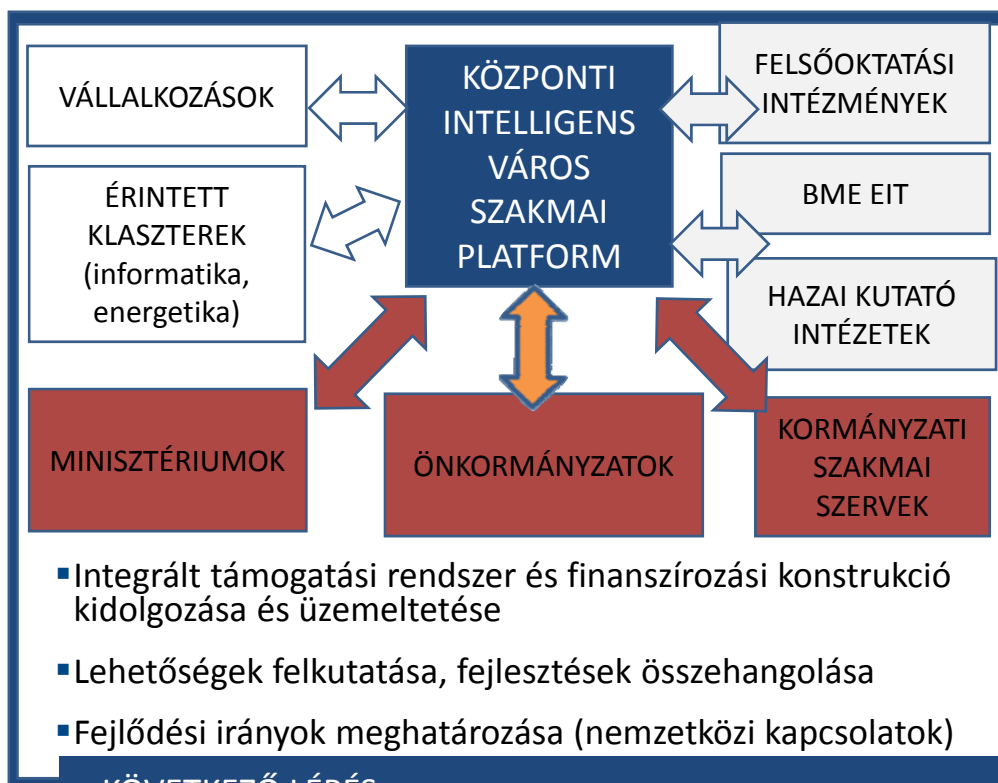 VÁLLALKOZÁSOK
ÉRINTETT
KLASZTEREK
(informatika,
energetika)
KÖZPONTI
INTELLIGENS
VÁROS
SZAKMAI
PLATFORM
FELSŐOKTATÁSI
INTÉZMÉNYEK
BME EIT
HAZAI KUTATÓ
INTÉZETEK
MINISZTÉRIUMOK
ÖNKORMÁNYZATOK
KORMÁNYZATI
SZAKMAI
SZERVEK
▪Integrált támogatási rendszer és finanszírozási konstrukció
kidolgozása és üzemeltetése
▪Lehetőségek felkutatása, fejlesztések összehangolása
▪Fejlődési irányok meghatározása (nemzetközi kapcsolatok)
KÖVETKEZŐ LÉPÉS